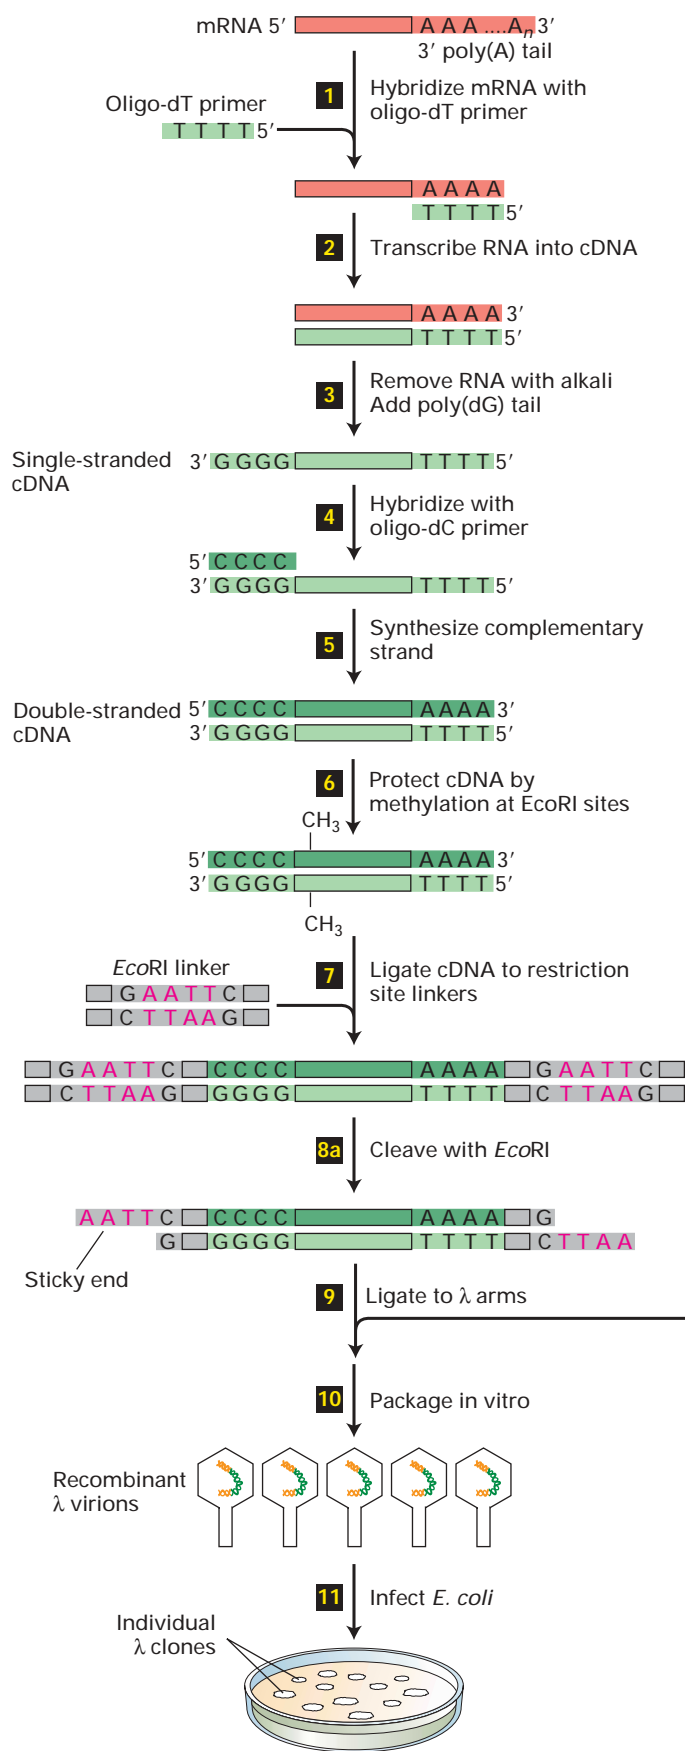 mRNA 5′ A A A ....Aₙ 3′
3′ poly(A) tail
1 Hybridize mRNA with
oligo-dT primer
Oligo-dT primer
T T T T 5′
A A A A
T T T T 5′
2 Transcribe RNA into cDNA
A A A A 3′
T T T T 5′
3 Remove RNA with alkali
Add poly(dG) tail
Single-stranded
cDNA
3′ G G G G T T T T 5′
4 Hybridize with
oligo-dC primer
5′ C C C C
3′ G G G G T T T T 5′
5 Synthesize complementary
strand
Double-stranded
cDNA
5′ C C C C A A A A 3′
3′ G G G G T T T T 5′
6 Protect cDNA by
methylation at EcoRI sites
CH₃
5′ C C C C A A A A 3′
3′ G G G G T T T T 5′
CH₃
7 Ligate cDNA to restriction
site linkers
EcoRI linker
G A A T T C
C T T A A G
G A A T T C C C C C A A A A G A A T T C
C T T A A G G G G G T T T T C T T A A G
8a Cleave with EcoRI
A A T T C C C C C A A A A G
G G G G G T T T T C T T A A
Sticky end
9 Ligate to λ arms
10 Package in vitro
Recombinant
λ virions
11 Infect E. coli
Individual
λ clones